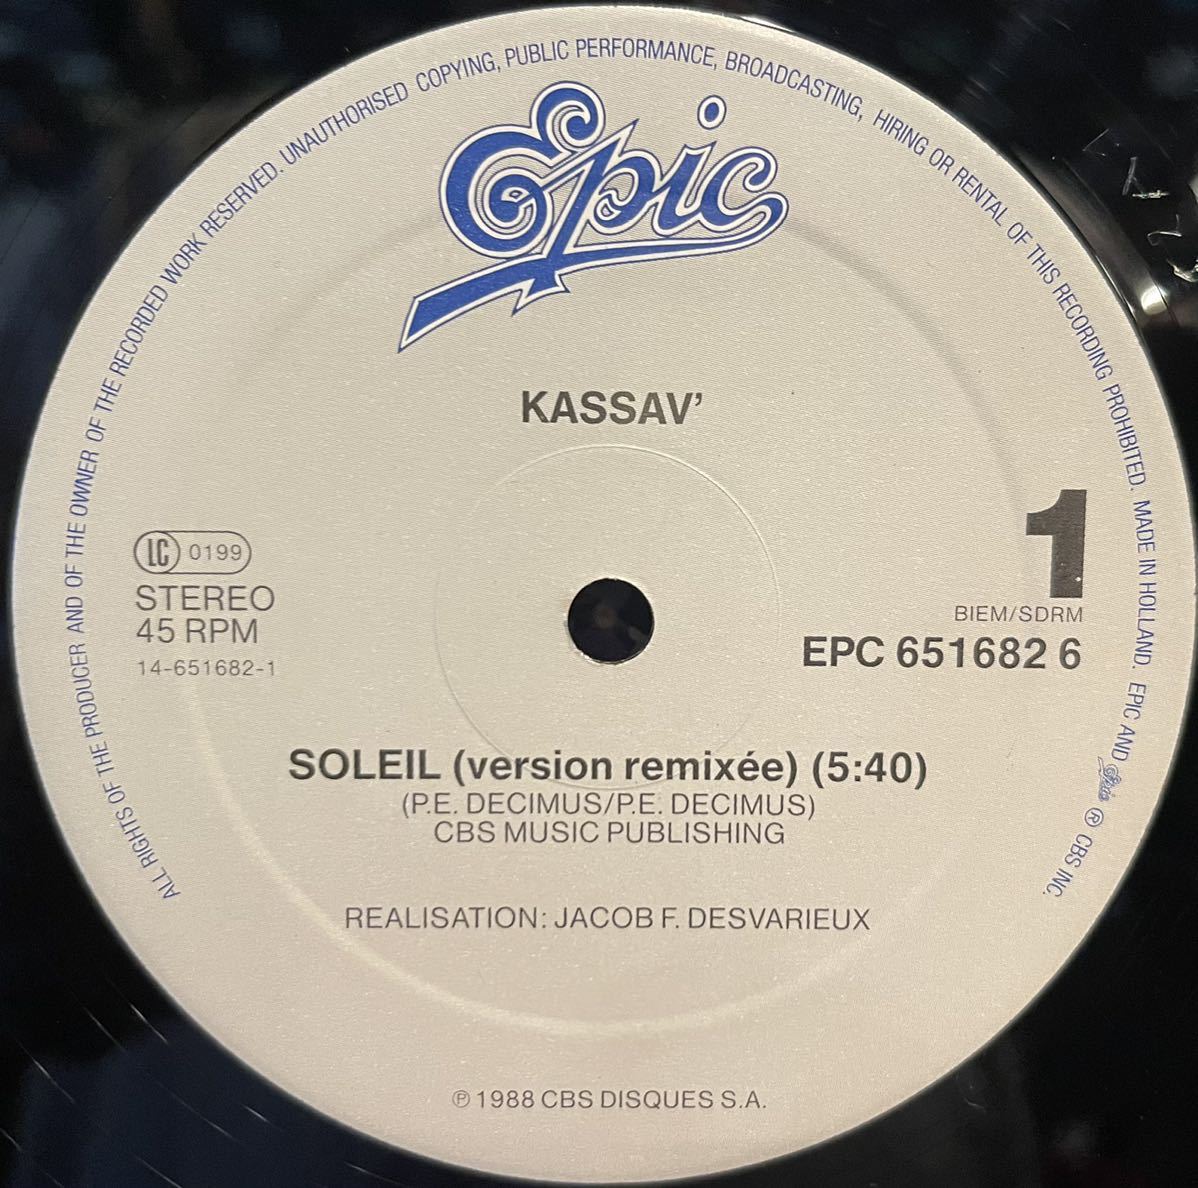 ALL RIGHTS OF THE PRODUCER AND OF THE OWNER OF THE RECORDED WORK RESERVED. UNAUTHORISED COPYING, PUBLIC PERFORMANCE, BROADCASTING, HIRING OR RENTAL OF THIS RECORDING PROHIBITED. MADE IN HOLLAND. EPIC AND Epic ® CBS INC.
Epic
KASSAV’
1
LC 0199
STEREO
45 RPM
14-651682-1
BIEM/SDRM
EPC 651682 6
SOLEIL (version remixée) (5:40)
(P.E. DECIMUS/P.E. DECIMUS)
CBS MUSIC PUBLISHING
REALISATION: JACOB F. DESVARIEUX
℗ 1988 CBS DISQUES S.A.